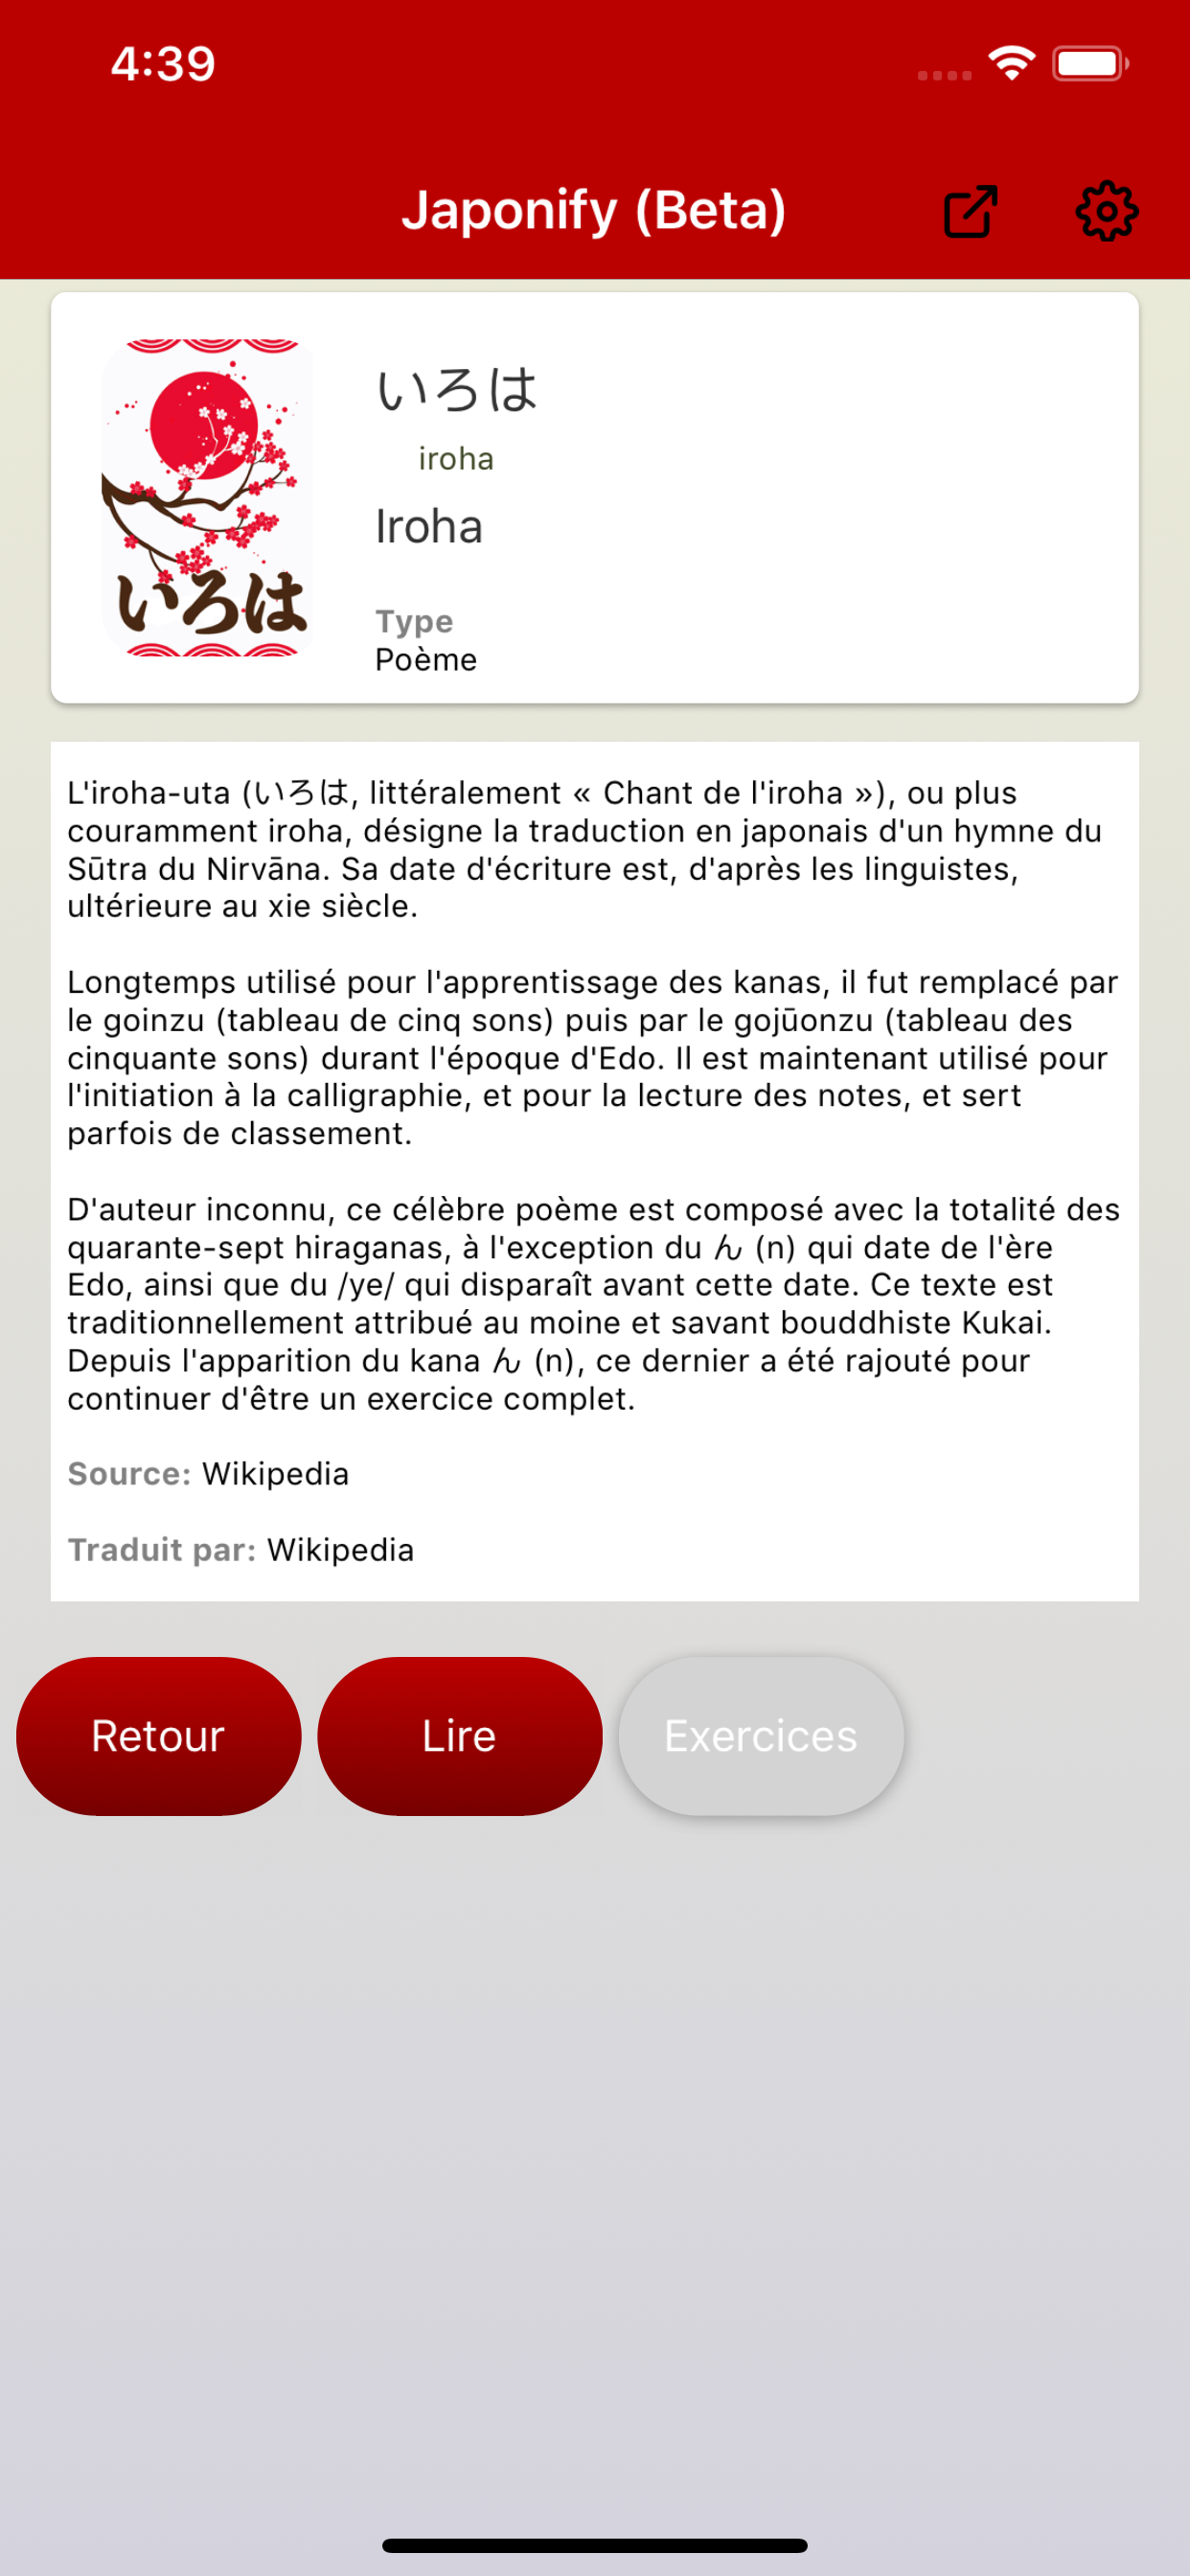 4:39
Japonify (Beta)
いろは
いろは
iroha
Iroha
Type
Poème
L'iroha-uta (いろは, littéralement « Chant de l'iroha »), ou plus
couramment iroha, désigne la traduction en japonais d'un hymne du
Sūtra du Nirvāna. Sa date d'écriture est, d'après les linguistes,
ultérieure au xie siècle.
Longtemps utilisé pour l'apprentissage des kanas, il fut remplacé par
le goinzu (tableau de cinq sons) puis par le gojūonzu (tableau des
cinquante sons) durant l'époque d'Edo. Il est maintenant utilisé pour
l'initiation à la calligraphie, et pour la lecture des notes, et sert
parfois de classement.
D'auteur inconnu, ce célèbre poème est composé avec la totalité des
quarante-sept hiraganas, à l'exception du ん (n) qui date de l'ère
Edo, ainsi que du /ye/ qui disparaît avant cette date. Ce texte est
traditionnellement attribué au moine et savant bouddhiste Kukai.
Depuis l'apparition du kana ん (n), ce dernier a été rajouté pour
continuer d'être un exercice complet.
Source: Wikipedia
Traduit par: Wikipedia
Retour
Lire
Exercices